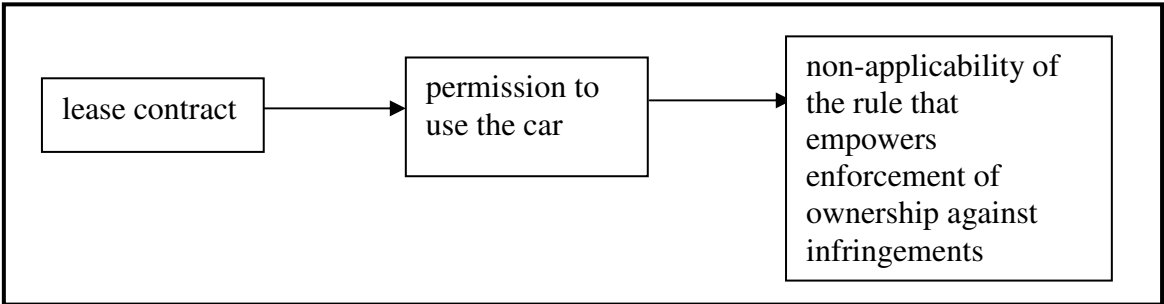 lease contract
permission to
use the car
non-applicability of
the rule that
empowers
enforcement of
ownership against
infringements